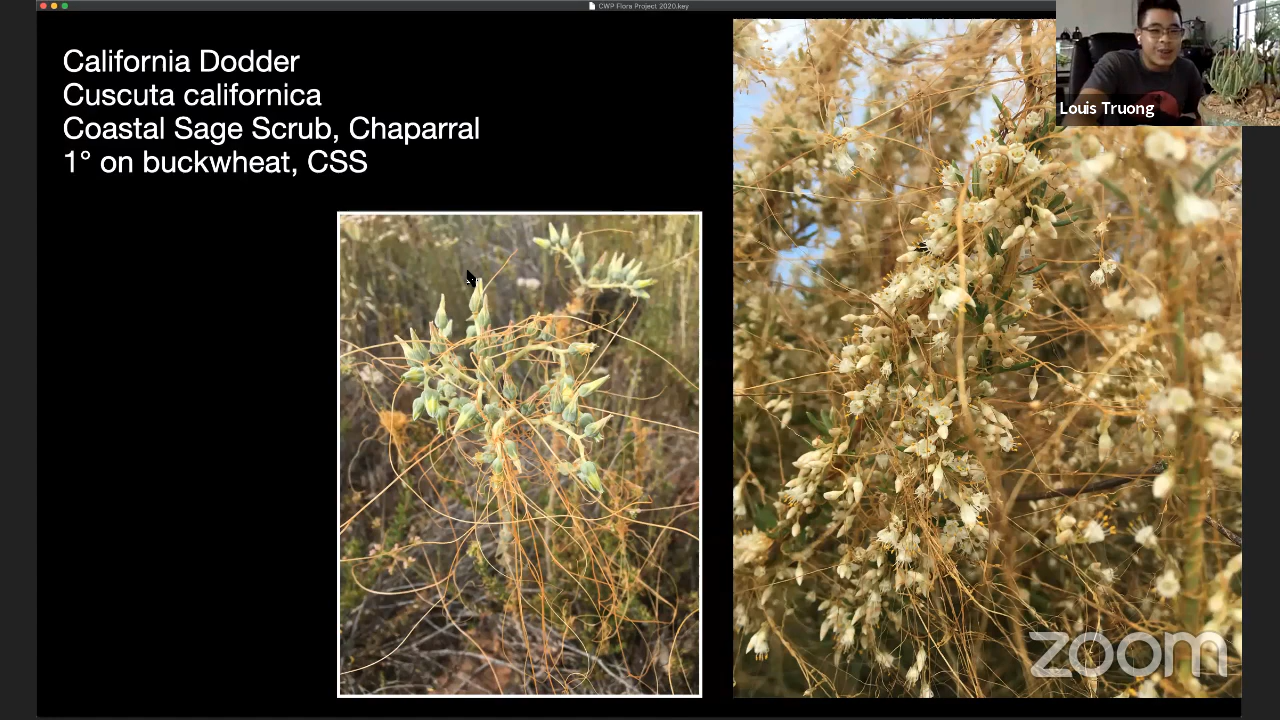 CWP Flora Project 2020.key
California Dodder
Cuscuta californica
Coastal Sage Scrub, Chaparral
1° on buckwheat, CSS
Louis Truong
zoom